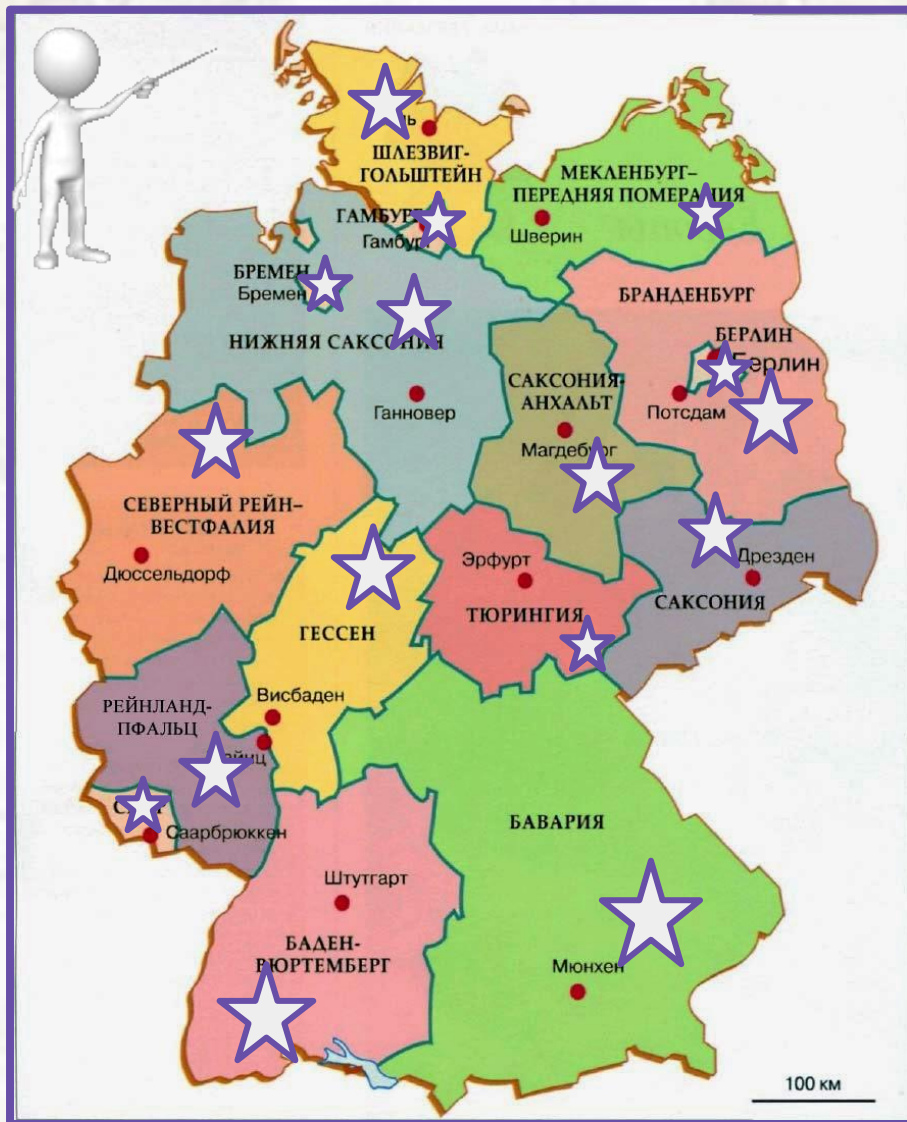 ШЛЕЗВИГ-
ГОЛЬШТЕЙН
МЕКЛЕНБУРГ–
ПЕРЕДНЯЯ ПОМЕРАНИЯ
Шверин
ГАМБУРГ
Гамбург
БРЕМЕН
Бремен
НИЖНЯЯ САКСОНИЯ
Ганновер
БРАНДЕНБУРГ
БЕРЛИН
Берлин
Потсдам
САКСОНИЯ-
АНХАЛЬТ
Магдебург
СЕВЕРНЫЙ РЕЙН–
ВЕСТФАЛИЯ
Дюссельдорф
Эрфурт
ТЮРИНГИЯ
Дрезден
САКСОНИЯ
ГЕССЕН
Висбаден
РЕЙНЛАНД-
ПФАЛЬЦ
Саарбрюккен
БАВАРИЯ
Мюнхен
Штутгарт
БАДЕН-
ВЮРТЕМБЕРГ
100 км